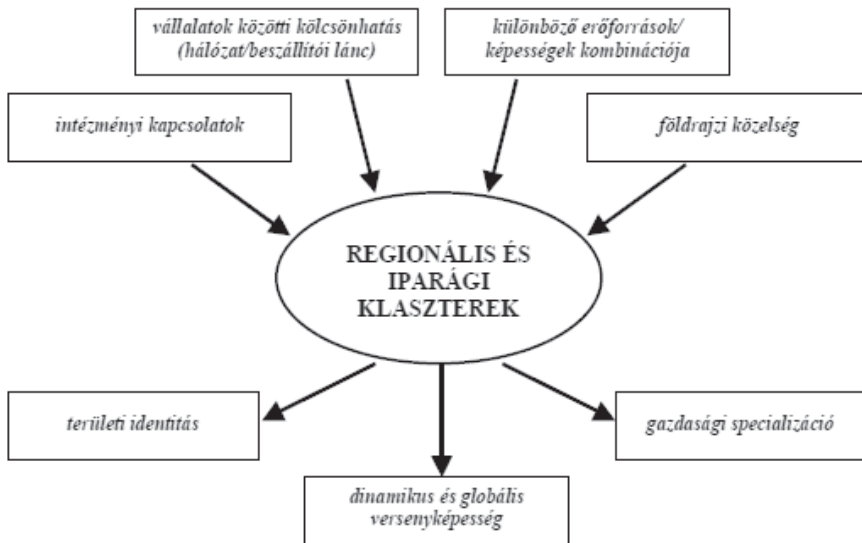 vállalatok közötti kölcsönhatás
(hálózat/beszállítói lánc)
különböző erőforrások/
képességek kombinációja
intézményi kapcsolatok
földrajzi közelség
REGIONÁLIS ÉS
IPARÁGI
KLASZTEREK
területi identitás
gazdasági specializáció
dinamikus és globális
versenyképesség